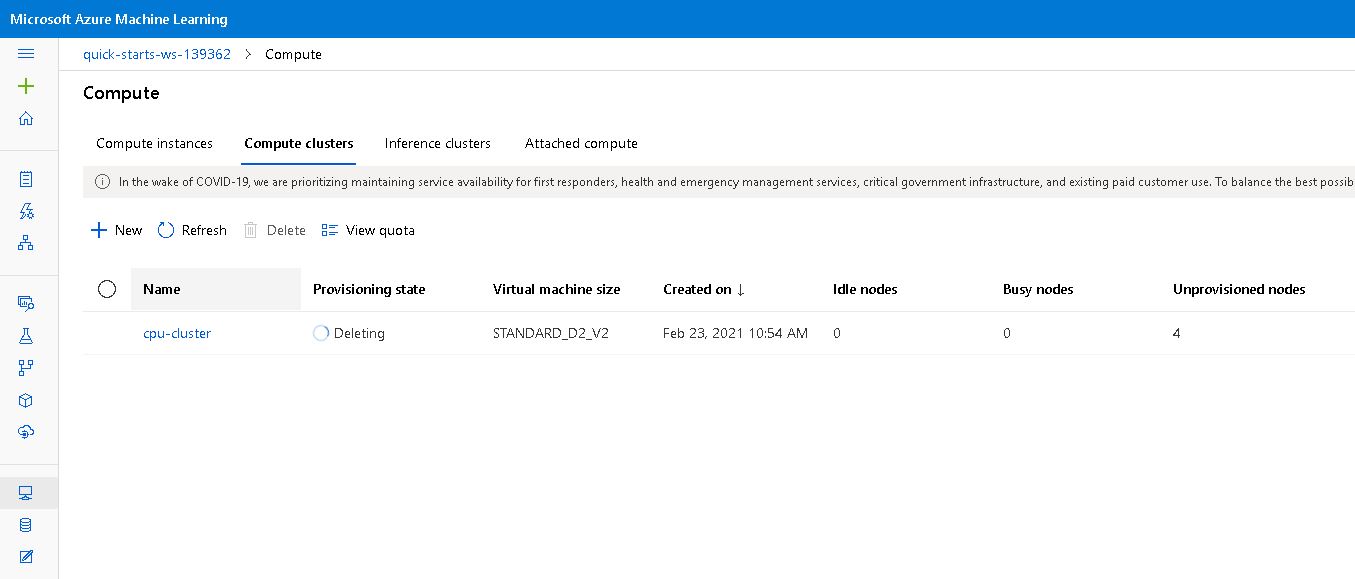 Microsoft Azure Machine Learning
quick-starts-ws-139362 > Compute
Compute
Compute instances Compute clusters Inference clusters Attached compute
In the wake of COVID-19, we are prioritizing maintaining service availability for first responders, health and emergency management services, critical government infrastructure, and existing paid customer use. To balance the best possib
New Refresh Delete View quota
Name Provisioning state Virtual machine size Created on ↓ Idle nodes Busy nodes Unprovisioned nodes
cpu-cluster Deleting STANDARD_D2_V2 Feb 23, 2021 10:54 AM 0 0 4